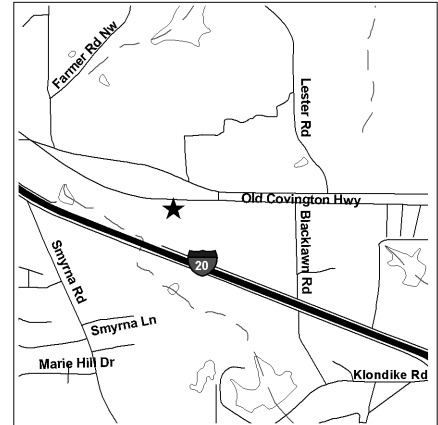 Farmer Rd Nw
Lester Rd
Old Covington Hwy
Blacklawn Rd
20
Smyrna Rd
Smyrna Ln
Marie Hill Dr
Klondike Rd